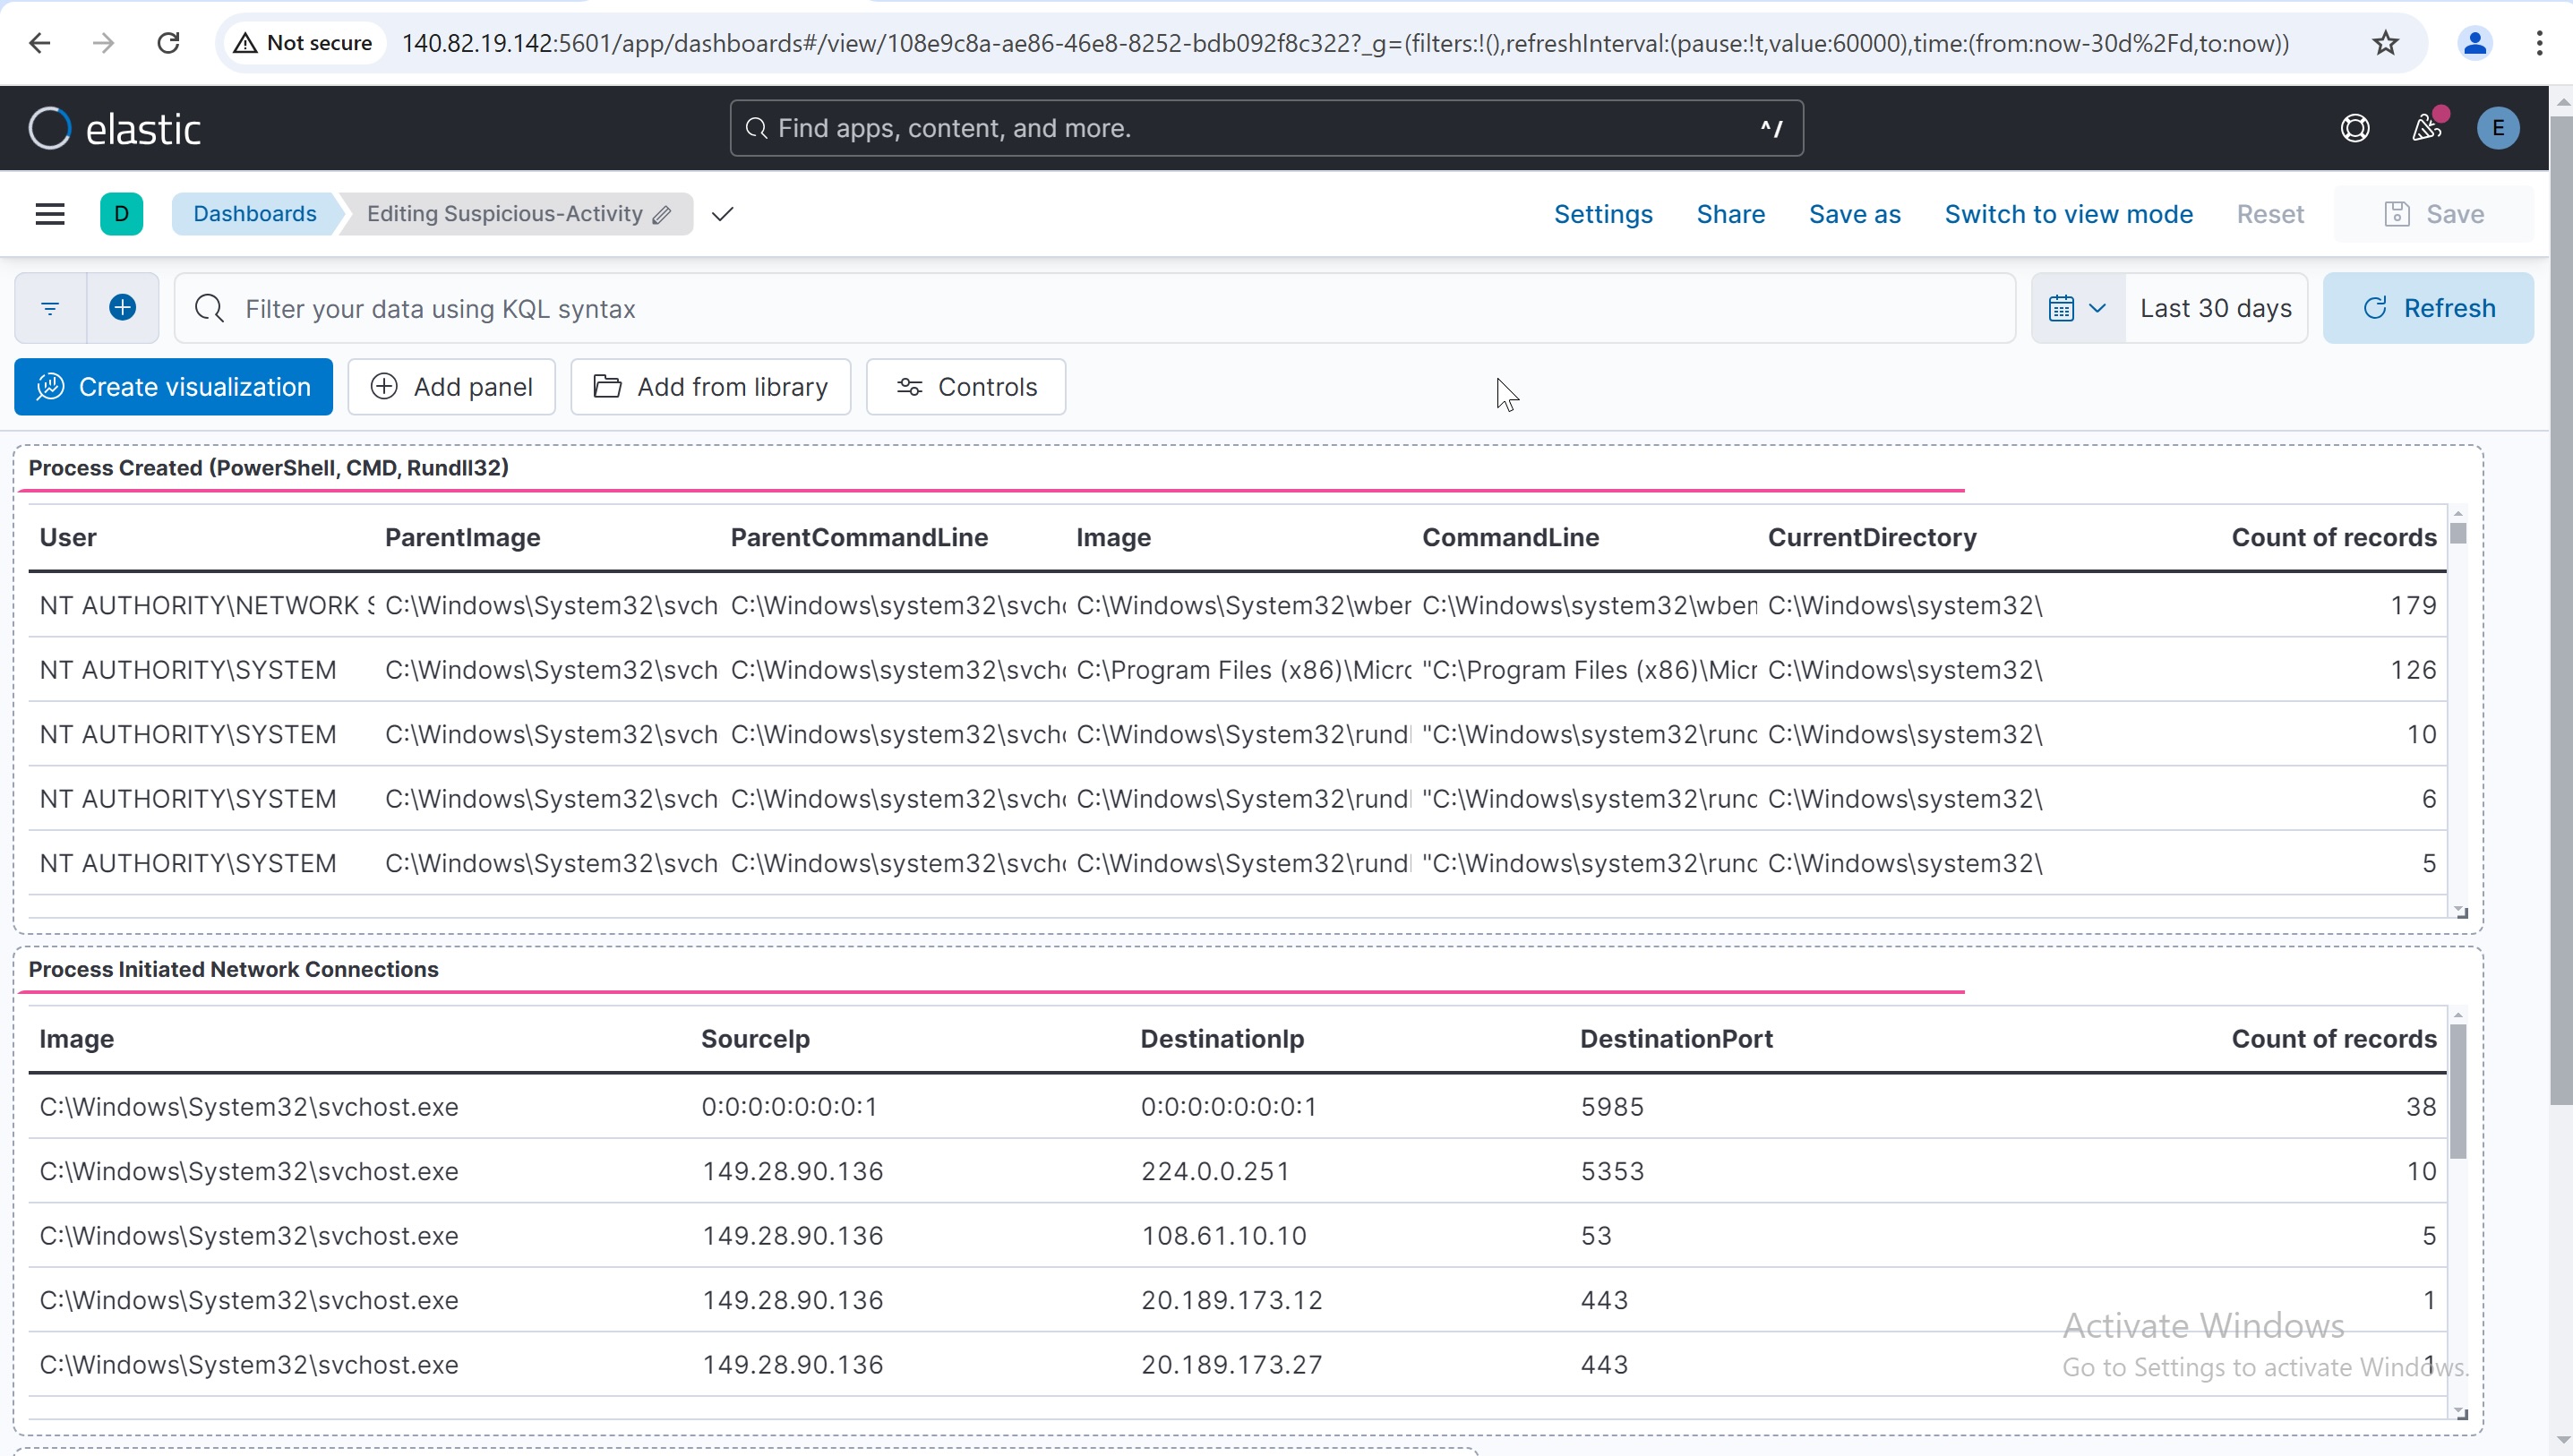 Not secure 140.82.19.142:5601/app/dashboards#/view/108e9c8a-ae86-46e8-8252-bdb092f8c322?_g=(filters:!(),refreshInterval:(pause:!t,value:60000),time:(from:now-30d%2Fd,to:now))
elastic Find apps, content, and more. ^/ E
D Dashboards Editing Suspicious-Activity Settings Share Save as Switch to view mode Reset Save
Filter your data using KQL syntax Last 30 days Refresh
Create visualization Add panel Add from library Controls
Process Created (PowerShell, CMD, Rundll32)
User ParentImage ParentCommandLine Image CommandLine CurrentDirectory Count of records
NT AUTHORITY\NETWORK S C:\Windows\System32\svch C:\Windows\system32\svcho C:\Windows\System32\wber C:\Windows\system32\wben C:\Windows\system32\ 179
NT AUTHORITY\SYSTEM C:\Windows\System32\svch C:\Windows\system32\svcho C:\Program Files (x86)\Micro "C:\Program Files (x86)\Micr C:\Windows\system32\ 126
NT AUTHORITY\SYSTEM C:\Windows\System32\svch C:\Windows\system32\svcho C:\Windows\System32\rundl "C:\Windows\system32\runc C:\Windows\system32\ 10
NT AUTHORITY\SYSTEM C:\Windows\System32\svch C:\Windows\system32\svcho C:\Windows\System32\rundl "C:\Windows\system32\runc C:\Windows\system32\ 6
NT AUTHORITY\SYSTEM C:\Windows\System32\svch C:\Windows\system32\svcho C:\Windows\System32\rundl "C:\Windows\system32\runc C:\Windows\system32\ 5
Process Initiated Network Connections
Image SourceIp DestinationIp DestinationPort Count of records
C:\Windows\System32\svchost.exe 0:0:0:0:0:0:0:1 0:0:0:0:0:0:0:1 5985 38
C:\Windows\System32\svchost.exe 149.28.90.136 224.0.0.251 5353 10
C:\Windows\System32\svchost.exe 149.28.90.136 108.61.10.10 53 5
C:\Windows\System32\svchost.exe 149.28.90.136 20.189.173.12 443 1
C:\Windows\System32\svchost.exe 149.28.90.136 20.189.173.27 443 1
Activate Windows
Go to Settings to activate Windows.